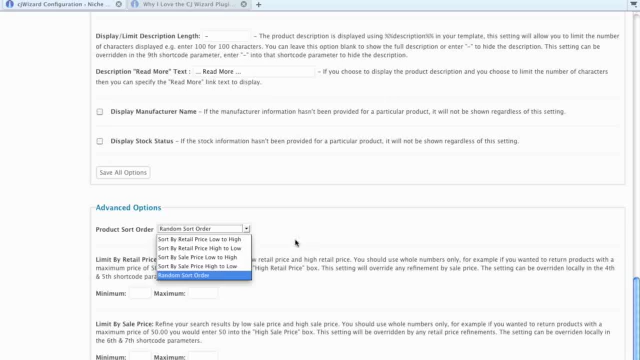 cjWizard Configuration ‹ Niche ...
Why I Love the CJ Wizard Plugi...
Display/Limit Description Length: – – The product description is displayed using %%description%% in your template, this setting will allow you to limit the number
of characters displayed e.g. enter 100 for 100 characters. You can leave this option blank to show the full description or enter "–" to hide the description. This setting can be
overridden in the 9th shortcode parameter, enter "–" into that shortcode parameter to hide the description.
Description "Read More" Text : ... Read More ... – If you choose to display the product description and you choose to limit the number of characters
then you can specify the "Read More" link text to display.
Display Manufacturer Name – If the manufacturer information hasn't been provided for a particular product, it will not be shown regardless of this setting.
Display Stock Status – If the stock information hasn't been provided for a particular product, it will not be shown regardless of this setting.
Save All Options
Advanced Options
Product Sort Order Random Sort Order
Sort By Retail Price Low to High
Sort By Retail Price High to Low
Sort By Sale Price Low to High
Sort By Sale Price High to Low
Random Sort Order
Limit By Retail w retail price and high retail price. You should use whole numbers only, for example if you wanted to return products with a
maximum price of "High Retail Price" box. This setting will override any refinement by sale price. The setting can be overriden locally in the 4th
& 5th shortcode
Minimum: Maximum:
Limit By Sale Price: Refine your search results by low sale price and high sale price. You should use whole numbers only, for example if you wanted to return products with a
maximum price of 50.00 you would enter 50 into the "High Sale Price" box. This setting will be overridden by any retail price refinements. The setting can be overriden locally in
the 6th & 7th shortcode parameters.
Minimum: Maximum: